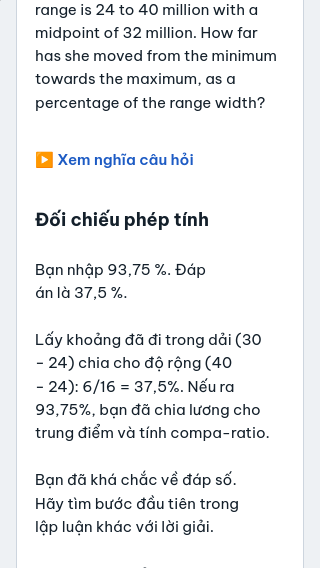 range is 24 to 40 million with a
midpoint of 32 million. How far
has she moved from the minimum
towards the maximum, as a
percentage of the range width?
Xem nghĩa câu hỏi
Đối chiếu phép tính
Bạn nhập 93,75 %. Đáp
án là 37,5 %.
Lấy khoảng đã đi trong dải (30
− 24) chia cho độ rộng (40
− 24): 6/16 = 37,5%. Nếu ra
93,75%, bạn đã chia lương cho
trung điểm và tính compa-ratio.
Bạn đã khá chắc về đáp số.
Hãy tìm bước đầu tiên trong
lập luận khác với lời giải.